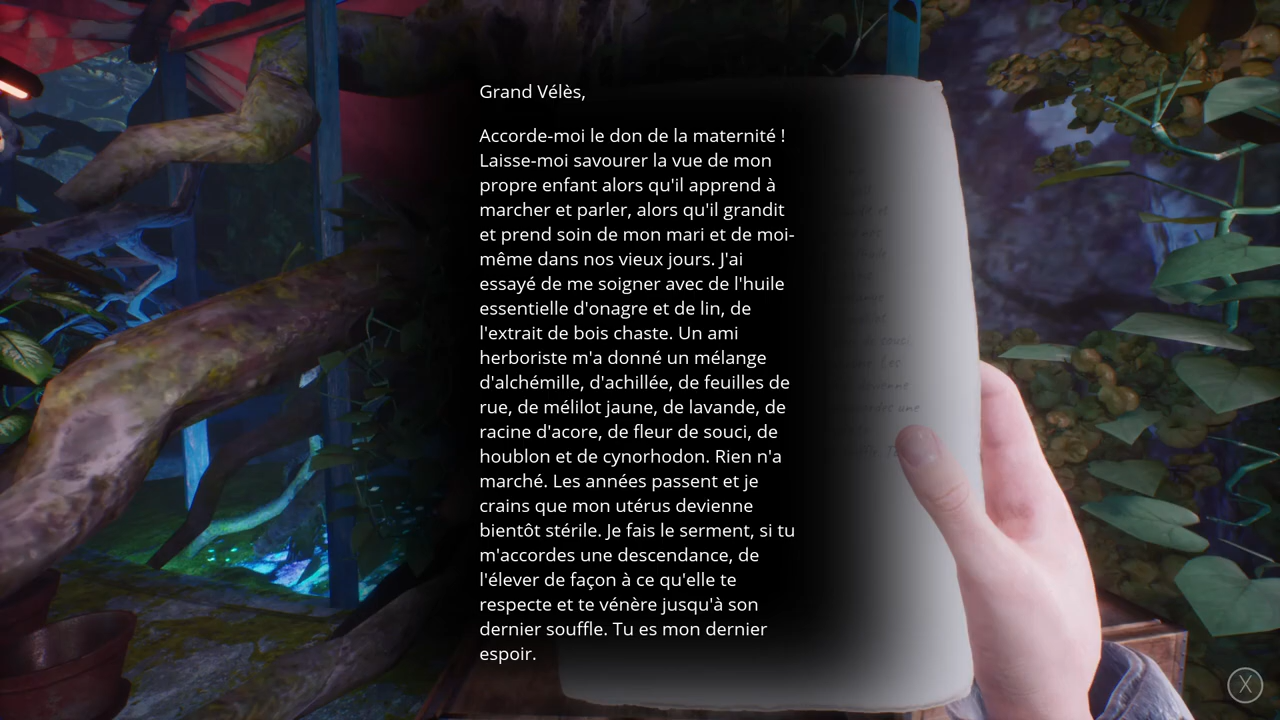 Grand Vélès,
Accorde-moi le don de la maternité !
Laisse-moi savourer la vue de mon
propre enfant alors qu'il apprend à
marcher et parler, alors qu'il grandit
et prend soin de mon mari et de moi-
même dans nos vieux jours. J'ai
essayé de me soigner avec de l'huile
essentielle d'onagre et de lin, de
l'extrait de bois chaste. Un ami
herboriste m'a donné un mélange
d'alchémille, d'achillée, de feuilles de
rue, de mélilot jaune, de lavande, de
racine d'acore, de fleur de souci, de
houblon et de cynorhodon. Rien n'a
marché. Les années passent et je
crains que mon utérus devienne
bientôt stérile. Je fais le serment, si tu
m'accordes une descendance, de
l'élever de façon à ce qu'elle te
respecte et te vénère jusqu'à son
dernier souffle. Tu es mon dernier
espoir.
X